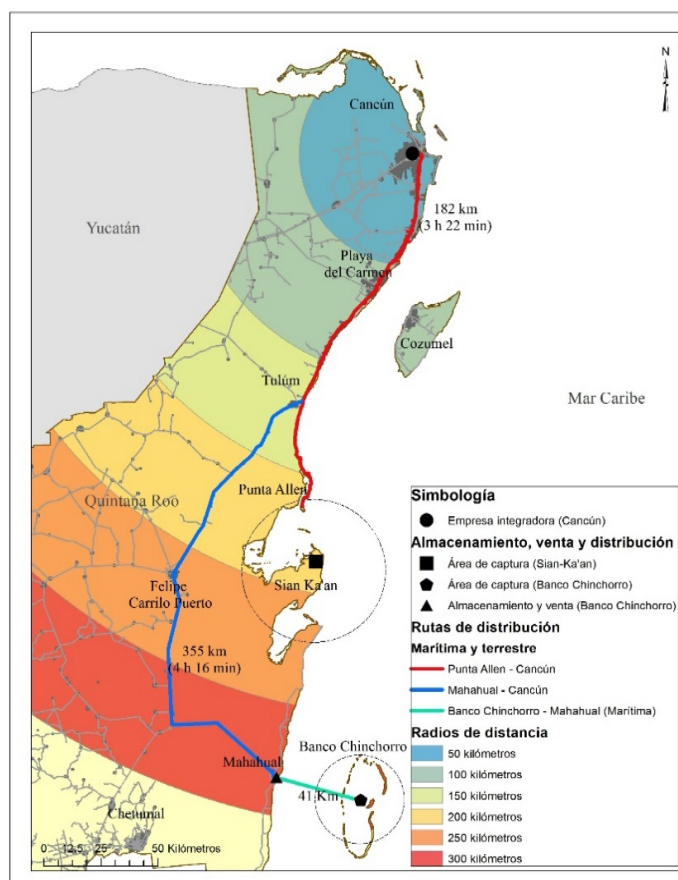 N
Cancún
182 km
(3 h 22 min)
Yucatán
Playa
del Carmen
Cozumel
Mar Caribe
Tulúm
Punta Allen
Quintana Roo
Sian Ka'an
Felipe
Carrilo Puerto
355 km
(4 h 16 min)
Banco Chinchorro
Mahahual
41 Km
Chetumal
0 12.5 25 50 Kilómetros
Simbología
Empresa integradora (Cancún)
Almacenamiento, venta y distribución
Área de captura (Sian-Ka'an)
Área de captura (Banco Chinchorro)
Almacenamiento y venta (Banco Chinchorro)
Rutas de distribución
Marítima y terrestre
Punta Allen - Cancún
Mahahual - Cancún
Banco Chinchorro - Mahahual (Marítima)
Radios de distancia
50 kilómetros
100 kilómetros
150 kilómetros
200 kilómetros
250 kilómetros
300 kilómetros